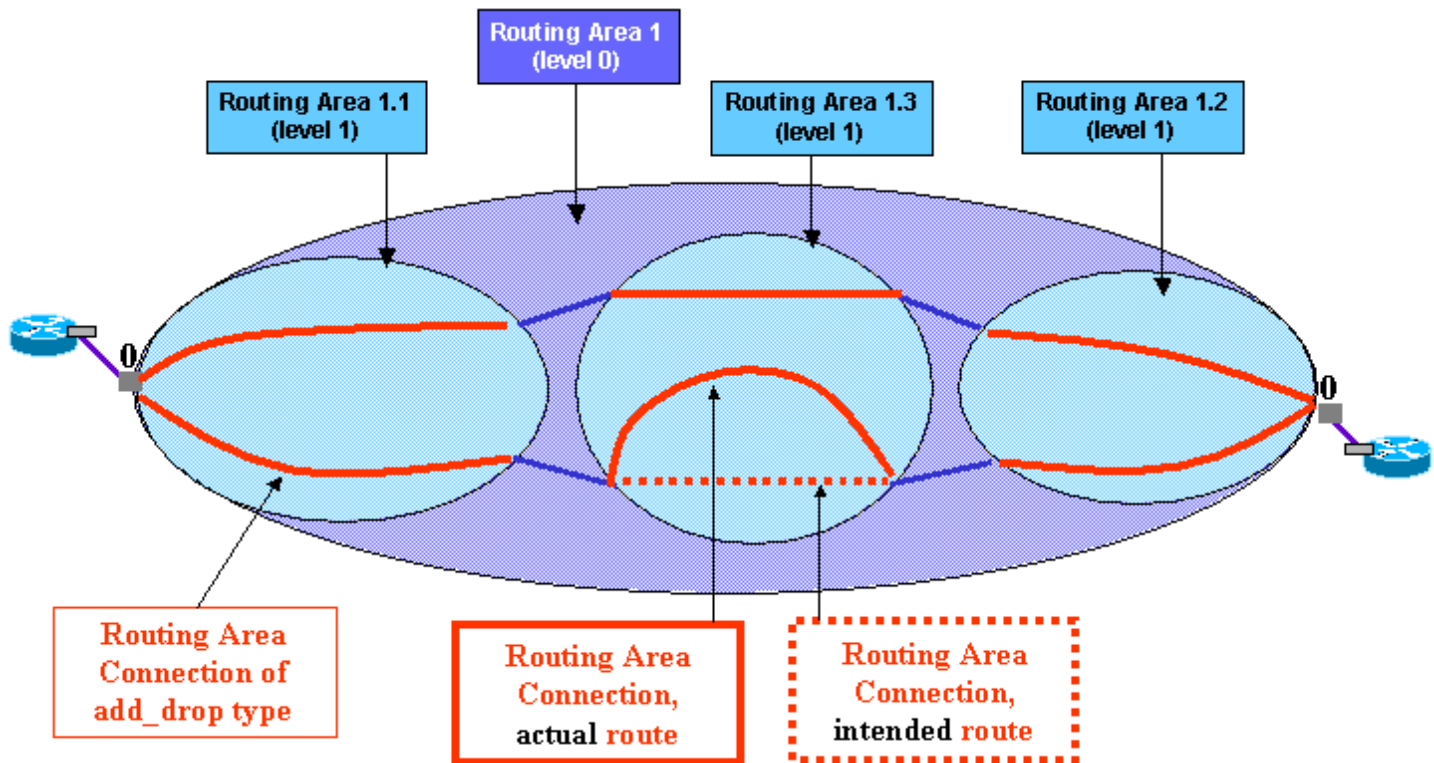 Routing Area 1
(level 0)
Routing Area 1.1
(level 1)
Routing Area 1.3
(level 1)
Routing Area 1.2
(level 1)
0
0
Routing Area
Connection of
add_drop type
Routing Area
Connection,
actual route
Routing Area
Connection,
intended route